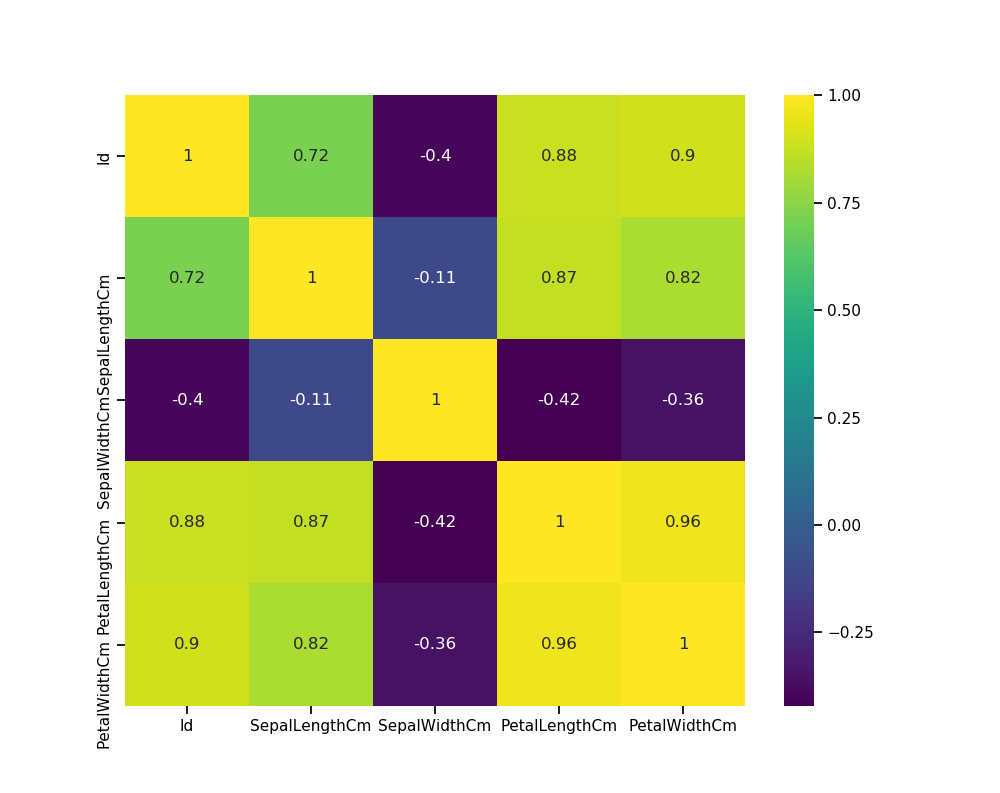 1.00
Id 1 0.72 -0.4 0.88 0.9
0.75
SepalLengthCm 0.72 1 -0.11 0.87 0.82
0.50
SepalWidthCm -0.4 -0.11 1 -0.42 -0.36
0.25
PetalLengthCm 0.88 0.87 -0.42 1 0.96
0.00
PetalWidthCm 0.9 0.82 -0.36 0.96 1
−0.25
Id SepalLengthCm SepalWidthCm PetalLengthCm PetalWidthCm